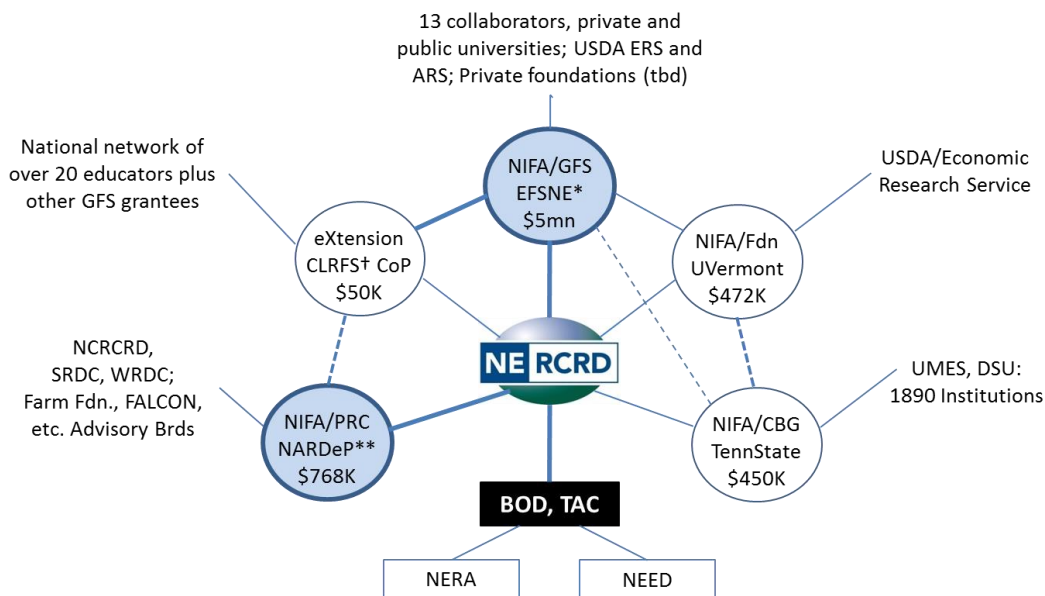 13 collaborators, private and
public universities; USDA ERS and
ARS; Private foundations (tbd)
National network of
over 20 educators plus
other GFS grantees
NIFA/GFS
EFSNE*
$5mn
USDA/Economic
Research Service
eXtension
CLRFS† CoP
$50K
NIFA/Fdn
UVermont
$472K
NERCRD
NCRCRD,
SRDC, WRDC;
Farm Fdn., FALCON,
etc. Advisory Brds
NIFA/PRC
NARDeP**
$768K
NIFA/CBG
TennState
$450K
UMES, DSU:
1890 Institutions
BOD, TAC
NERA
NEED